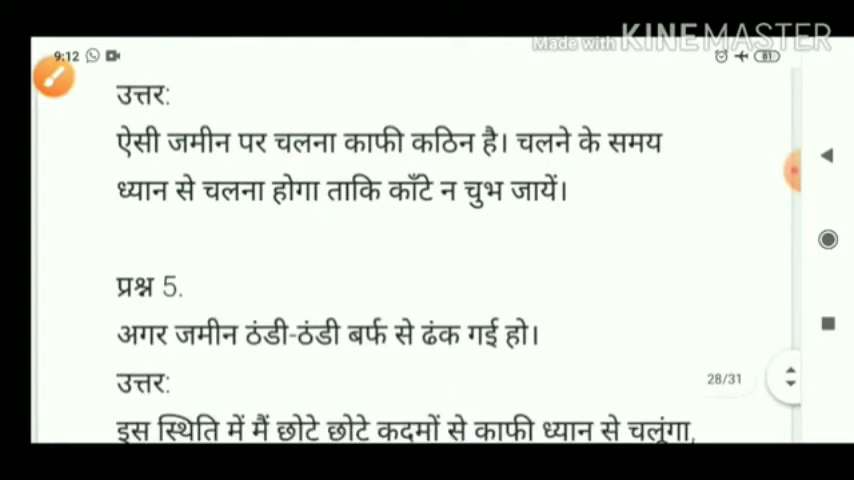 Made with KINEMASTER
9:12
81
उत्तर:
ऐसी जमीन पर चलना काफी कठिन है। चलने के समय
ध्यान से चलना होगा ताकि काँटे न चुभ जायें।
प्रश्न 5.
अगर जमीन ठंडी-ठंडी बर्फ से ढंक गई हो।
28/31
उत्तर:
इस स्थिति में मैं छोटे छोटे कदमों से काफी ध्यान से चलूंगा,